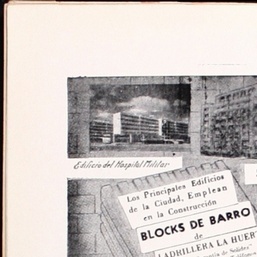 Edificio del Hospital Militar
Los Principales Edificios
de la Ciudad, Emplean
en la Construcción
BLOCKS DE BARRO
de
LADRILLERA LA HUERT